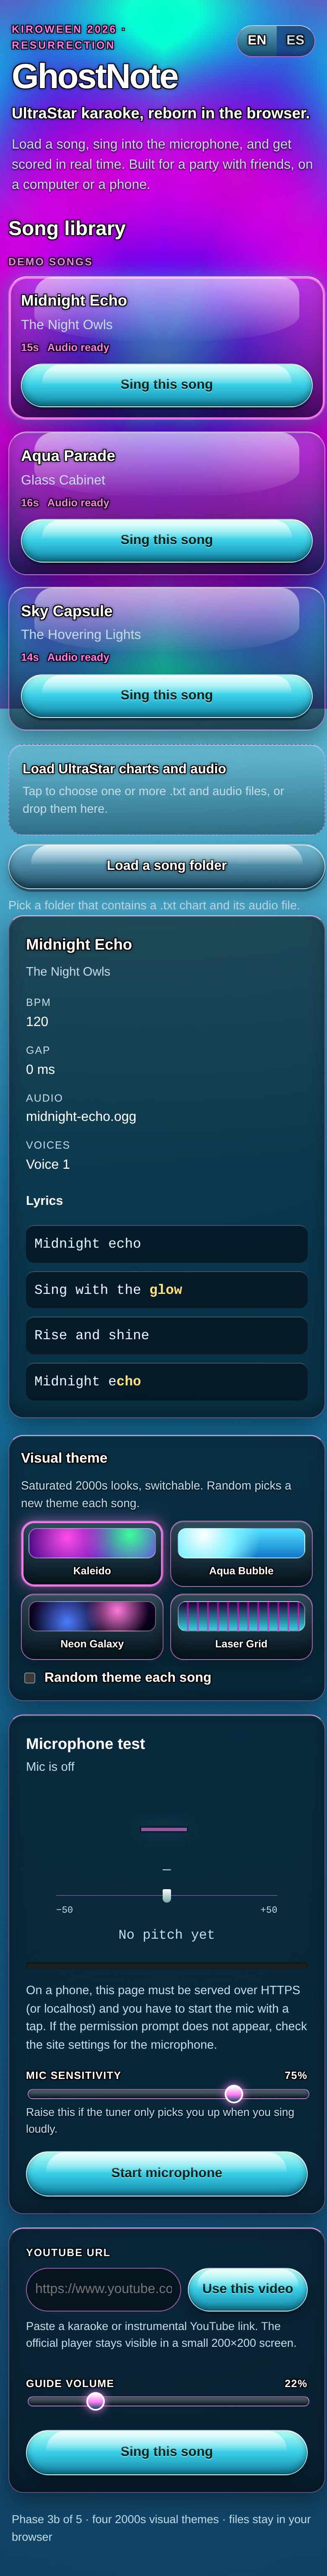 KIROWEEN 2026 ·
RESURRECTION
EN ES
GhostNote
UltraStar karaoke, reborn in the browser.
Load a song, sing into the microphone, and get
scored in real time. Built for a party with friends, on
a computer or a phone.
Song library
DEMO SONGS
Midnight Echo
The Night Owls
15s Audio ready
Sing this song
Aqua Parade
Glass Cabinet
16s Audio ready
Sing this song
Sky Capsule
The Hovering Lights
14s Audio ready
Sing this song
Load UltraStar charts and audio
Tap to choose one or more .txt and audio files, or
drop them here.
Load a song folder
Pick a folder that contains a .txt chart and its audio file.
Midnight Echo
The Night Owls
BPM
120
GAP
0 ms
AUDIO
midnight-echo.ogg
VOICES
Voice 1
Lyrics
Midnight echo
Sing with the glow
Rise and shine
Midnight echo
Visual theme
Saturated 2000s looks, switchable. Random picks a
new theme each song.
Kaleido
Aqua Bubble
Neon Galaxy
Laser Grid
Random theme each song
Microphone test
Mic is off
—
−50 +50
No pitch yet
On a phone, this page must be served over HTTPS
(or localhost) and you have to start the mic with a
tap. If the permission prompt does not appear, check
the site settings for the microphone.
MIC SENSITIVITY 75%
Raise this if the tuner only picks you up when you sing
loudly.
Start microphone
YOUTUBE URL
https://www.youtube.co
Use this video
Paste a karaoke or instrumental YouTube link. The
official player stays visible in a small 200×200 screen.
GUIDE VOLUME 22%
Sing this song
Phase 3b of 5 · four 2000s visual themes · files stay in your
browser